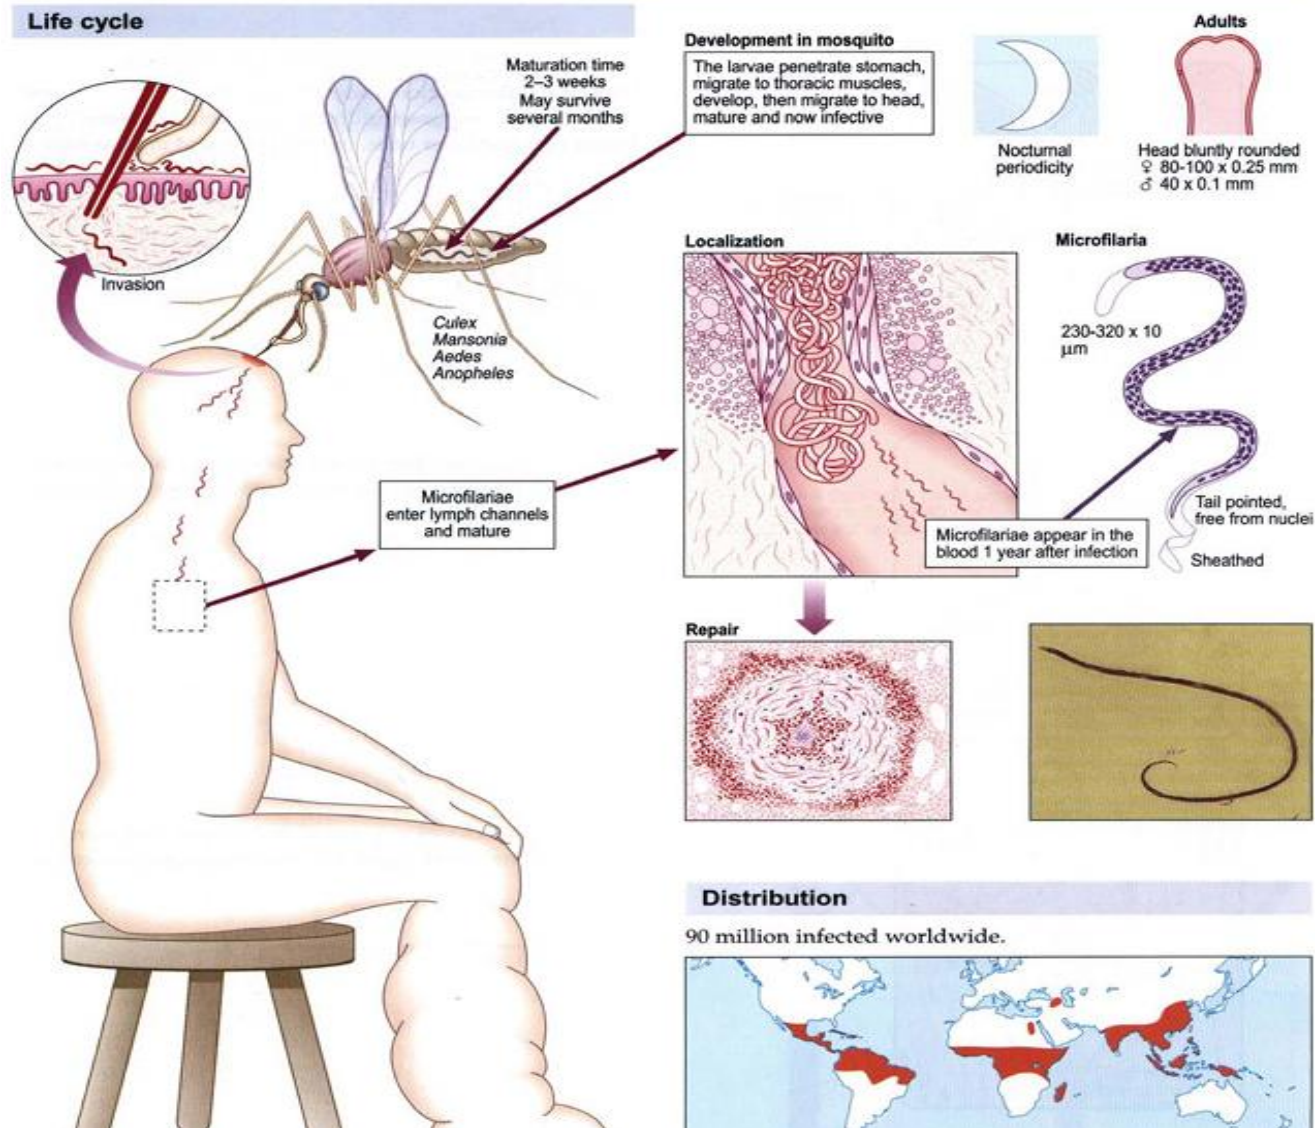 Life cycle
Invasion
Maturation time
2–3 weeks
May survive
several months
Culex
Mansonia
Aedes
Anopheles
Microfilariae
enter lymph channels
and mature
Development in mosquito
The larvae penetrate stomach,
migrate to thoracic muscles,
develop, then migrate to head,
mature and now infective
Nocturnal
periodicity
Adults
Head bluntly rounded
♀ 80-100 x 0.25 mm
♂ 40 x 0.1 mm
Localization
Microfilaria
230-320 x 10
μm
Tail pointed,
free from nuclei
Sheathed
Microfilariae appear in the
blood 1 year after infection
Repair
Distribution
90 million infected worldwide.